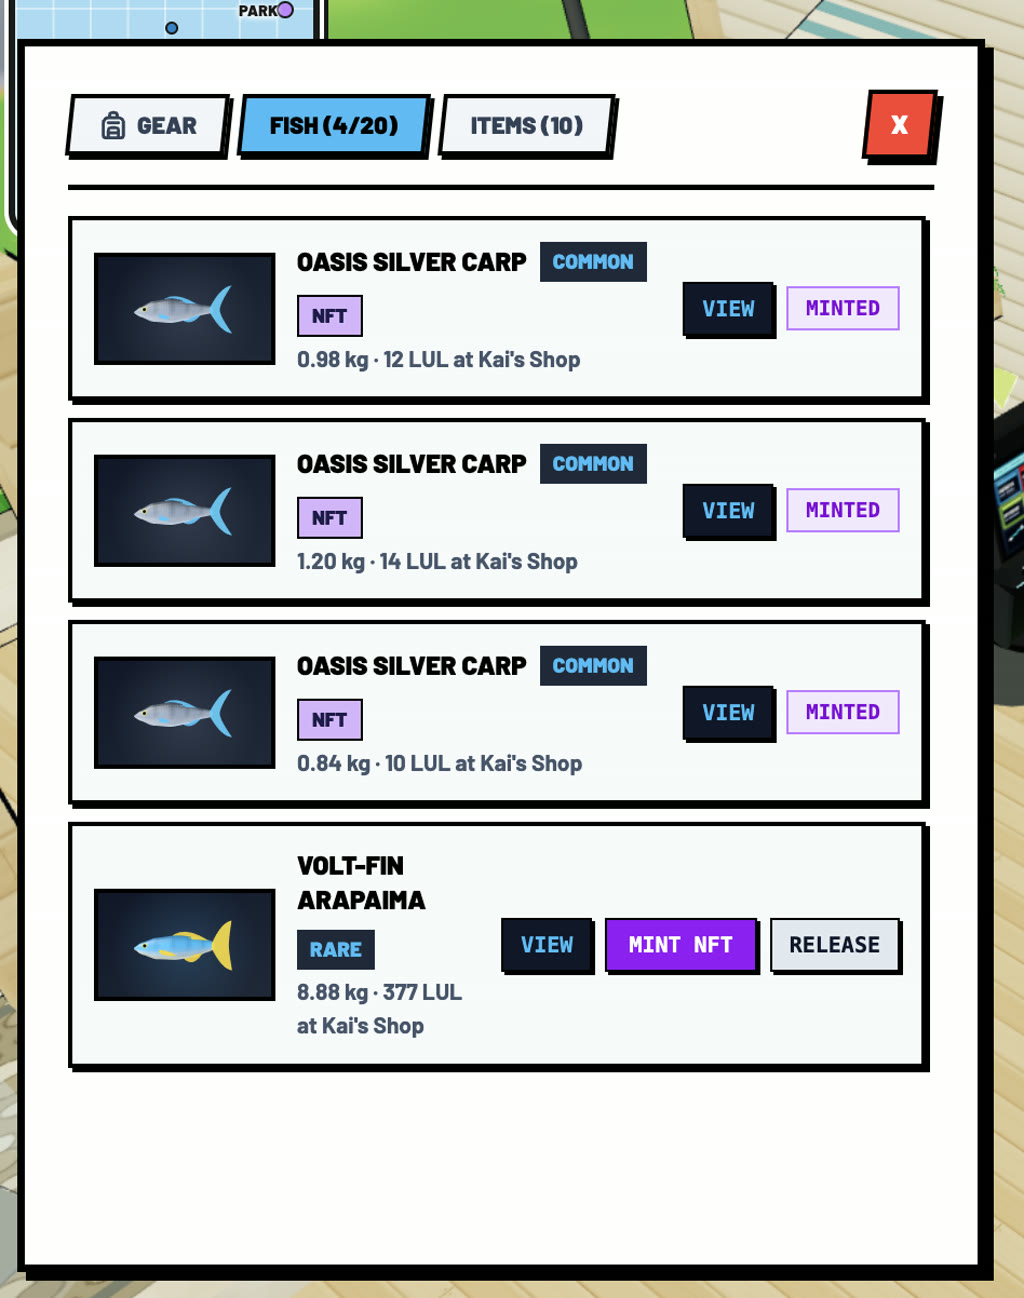 PARK
GEAR
FISH (4/20)
ITEMS (10)
X
OASIS SILVER CARP
COMMON
NFT
0.98 kg · 12 LUL at Kai's Shop
VIEW
MINTED
OASIS SILVER CARP
COMMON
NFT
1.20 kg · 14 LUL at Kai's Shop
VIEW
MINTED
OASIS SILVER CARP
COMMON
NFT
0.84 kg · 10 LUL at Kai's Shop
VIEW
MINTED
VOLT-FIN
ARAPAIMA
RARE
8.88 kg · 377 LUL
at Kai's Shop
VIEW
MINT NFT
RELEASE